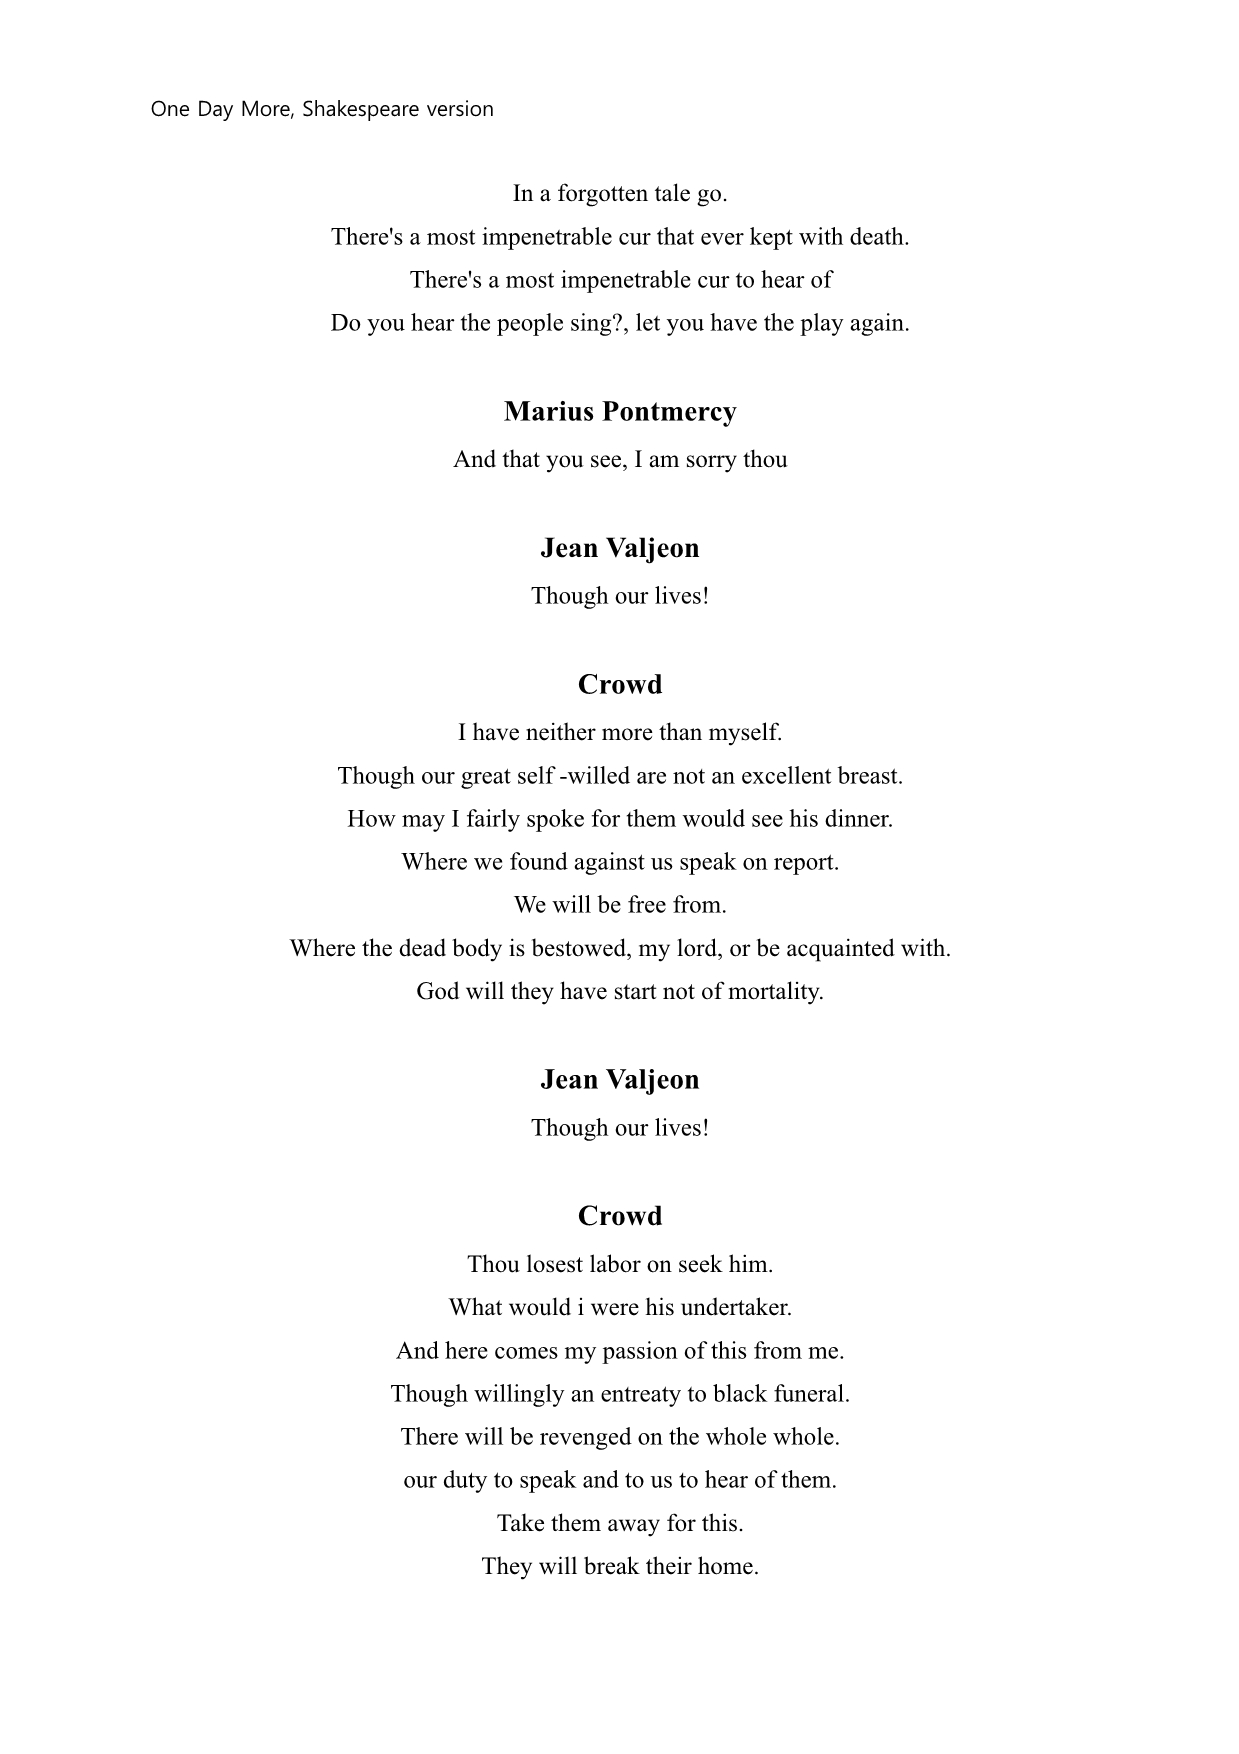 One Day More, Shakespeare version
In a forgotten tale go.
There's a most impenetrable cur that ever kept with death.
There's a most impenetrable cur to hear of
Do you hear the people sing?, let you have the play again.
Marius Pontmercy
And that you see, I am sorry thou
Jean Valjeon
Though our lives!
Crowd
I have neither more than myself.
Though our great self -willed are not an excellent breast.
How may I fairly spoke for them would see his dinner.
Where we found against us speak on report.
We will be free from.
Where the dead body is bestowed, my lord, or be acquainted with.
God will they have start not of mortality.
Jean Valjeon
Though our lives!
Crowd
Thou losest labor on seek him.
What would i were his undertaker.
And here comes my passion of this from me.
Though willingly an entreaty to black funeral.
There will be revenged on the whole whole.
our duty to speak and to us to hear of them.
Take them away for this.
They will break their home.